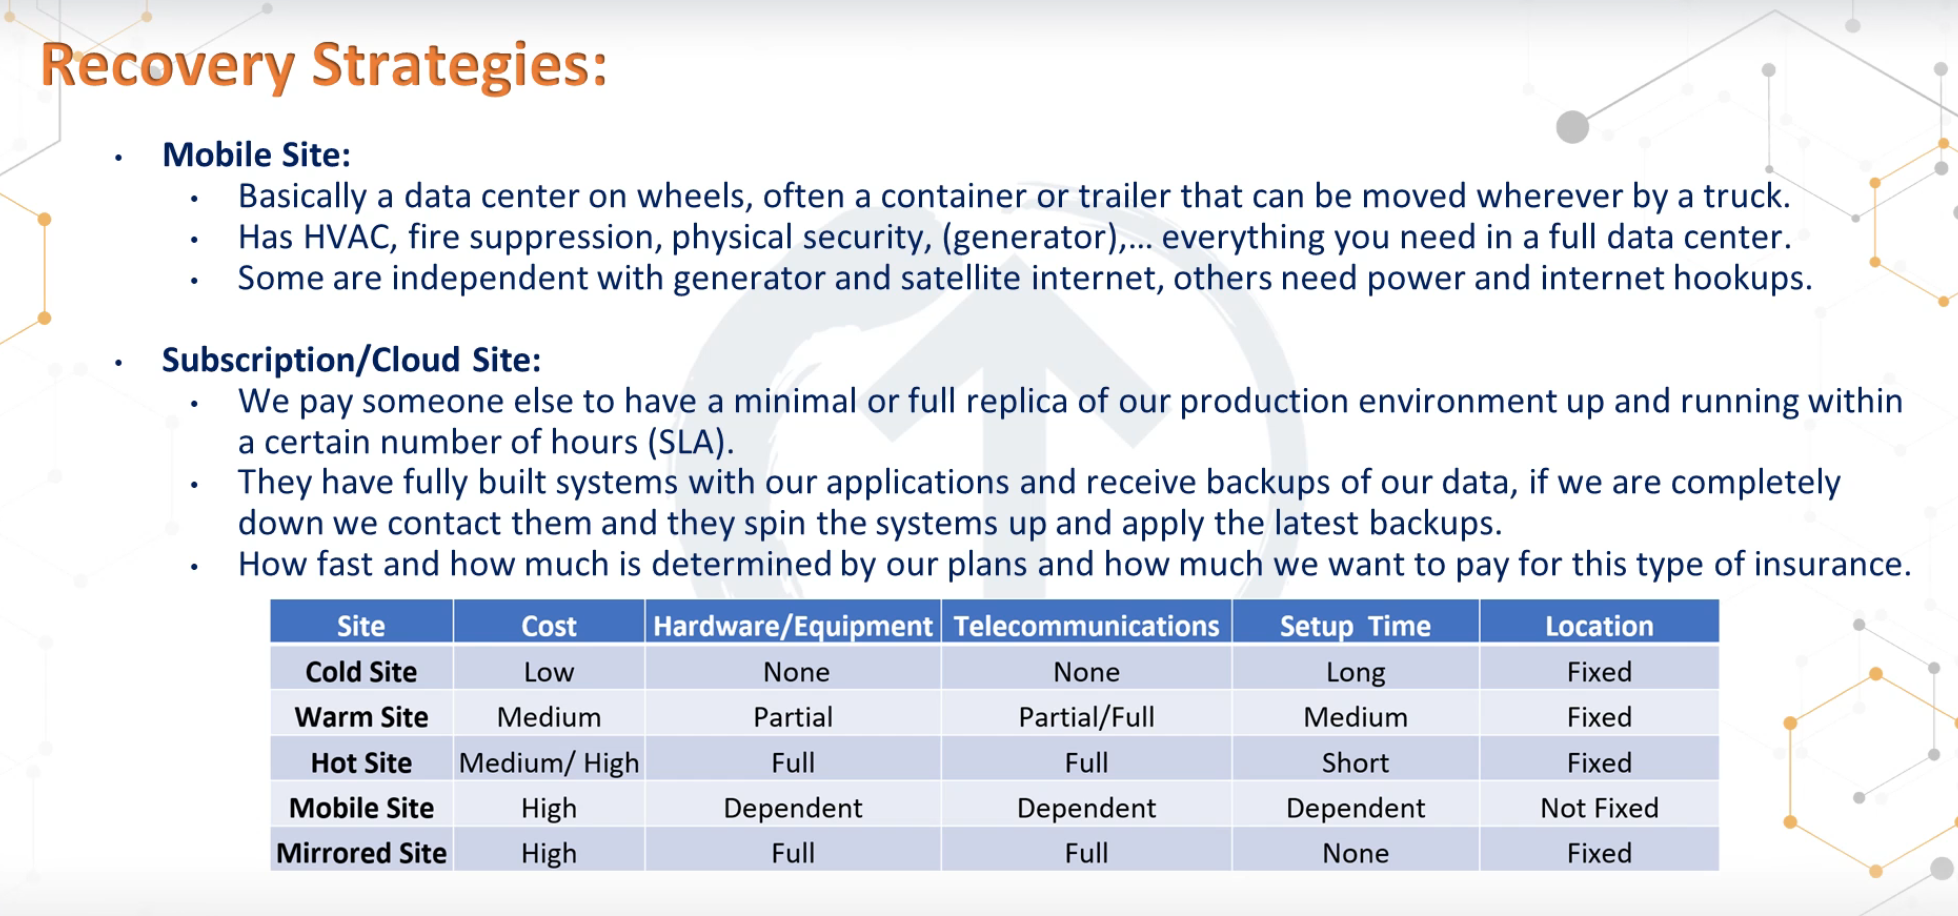 Recovery Strategies:
• Mobile Site:
• Basically a data center on wheels, often a container or trailer that can be moved wherever by a truck.
• Has HVAC, fire suppression, physical security, (generator),... everything you need in a full data center.
• Some are independent with generator and satellite internet, others need power and internet hookups.
• Subscription/Cloud Site:
• We pay someone else to have a minimal or full replica of our production environment up and running within
a certain number of hours (SLA).
• They have fully built systems with our applications and receive backups of our data, if we are completely
down we contact them and they spin the systems up and apply the latest backups.
• How fast and how much is determined by our plans and how much we want to pay for this type of insurance.
Site Cost Hardware/Equipment Telecommunications Setup Time Location
Cold Site Low None None Long Fixed
Warm Site Medium Partial Partial/Full Medium Fixed
Hot Site Medium/ High Full Full Short Fixed
Mobile Site High Dependent Dependent Dependent Not Fixed
Mirrored Site High Full Full None Fixed